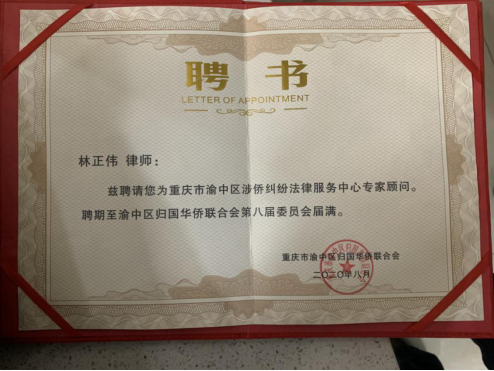 聘 书
LETTER OF APPOINTMENT
林正伟 律师：
兹聘请您为重庆市渝中区涉侨纠纷法律服务中心专家顾问。
聘期至渝中区归国华侨联合会第八届委员会届满。
重庆市渝中区归国华侨联合会
二〇二〇年八月